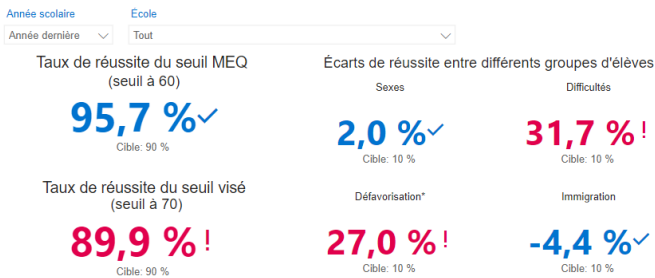 Année scolaire
École
Année dernière
Tout
Taux de réussite du seuil MEQ
(seuil à 60)
95,7 %
Cible: 90 %
Taux de réussite du seuil visé
(seuil à 70)
89,9 % !
Cible: 90 %
Écarts de réussite entre différents groupes d'élèves
Sexes
2,0 %
Cible: 10 %
Difficultés
31,7 % !
Cible: 10 %
Défavorisation*
27,0 % !
Cible: 10 %
Immigration
-4,4 %
Cible: 10 %